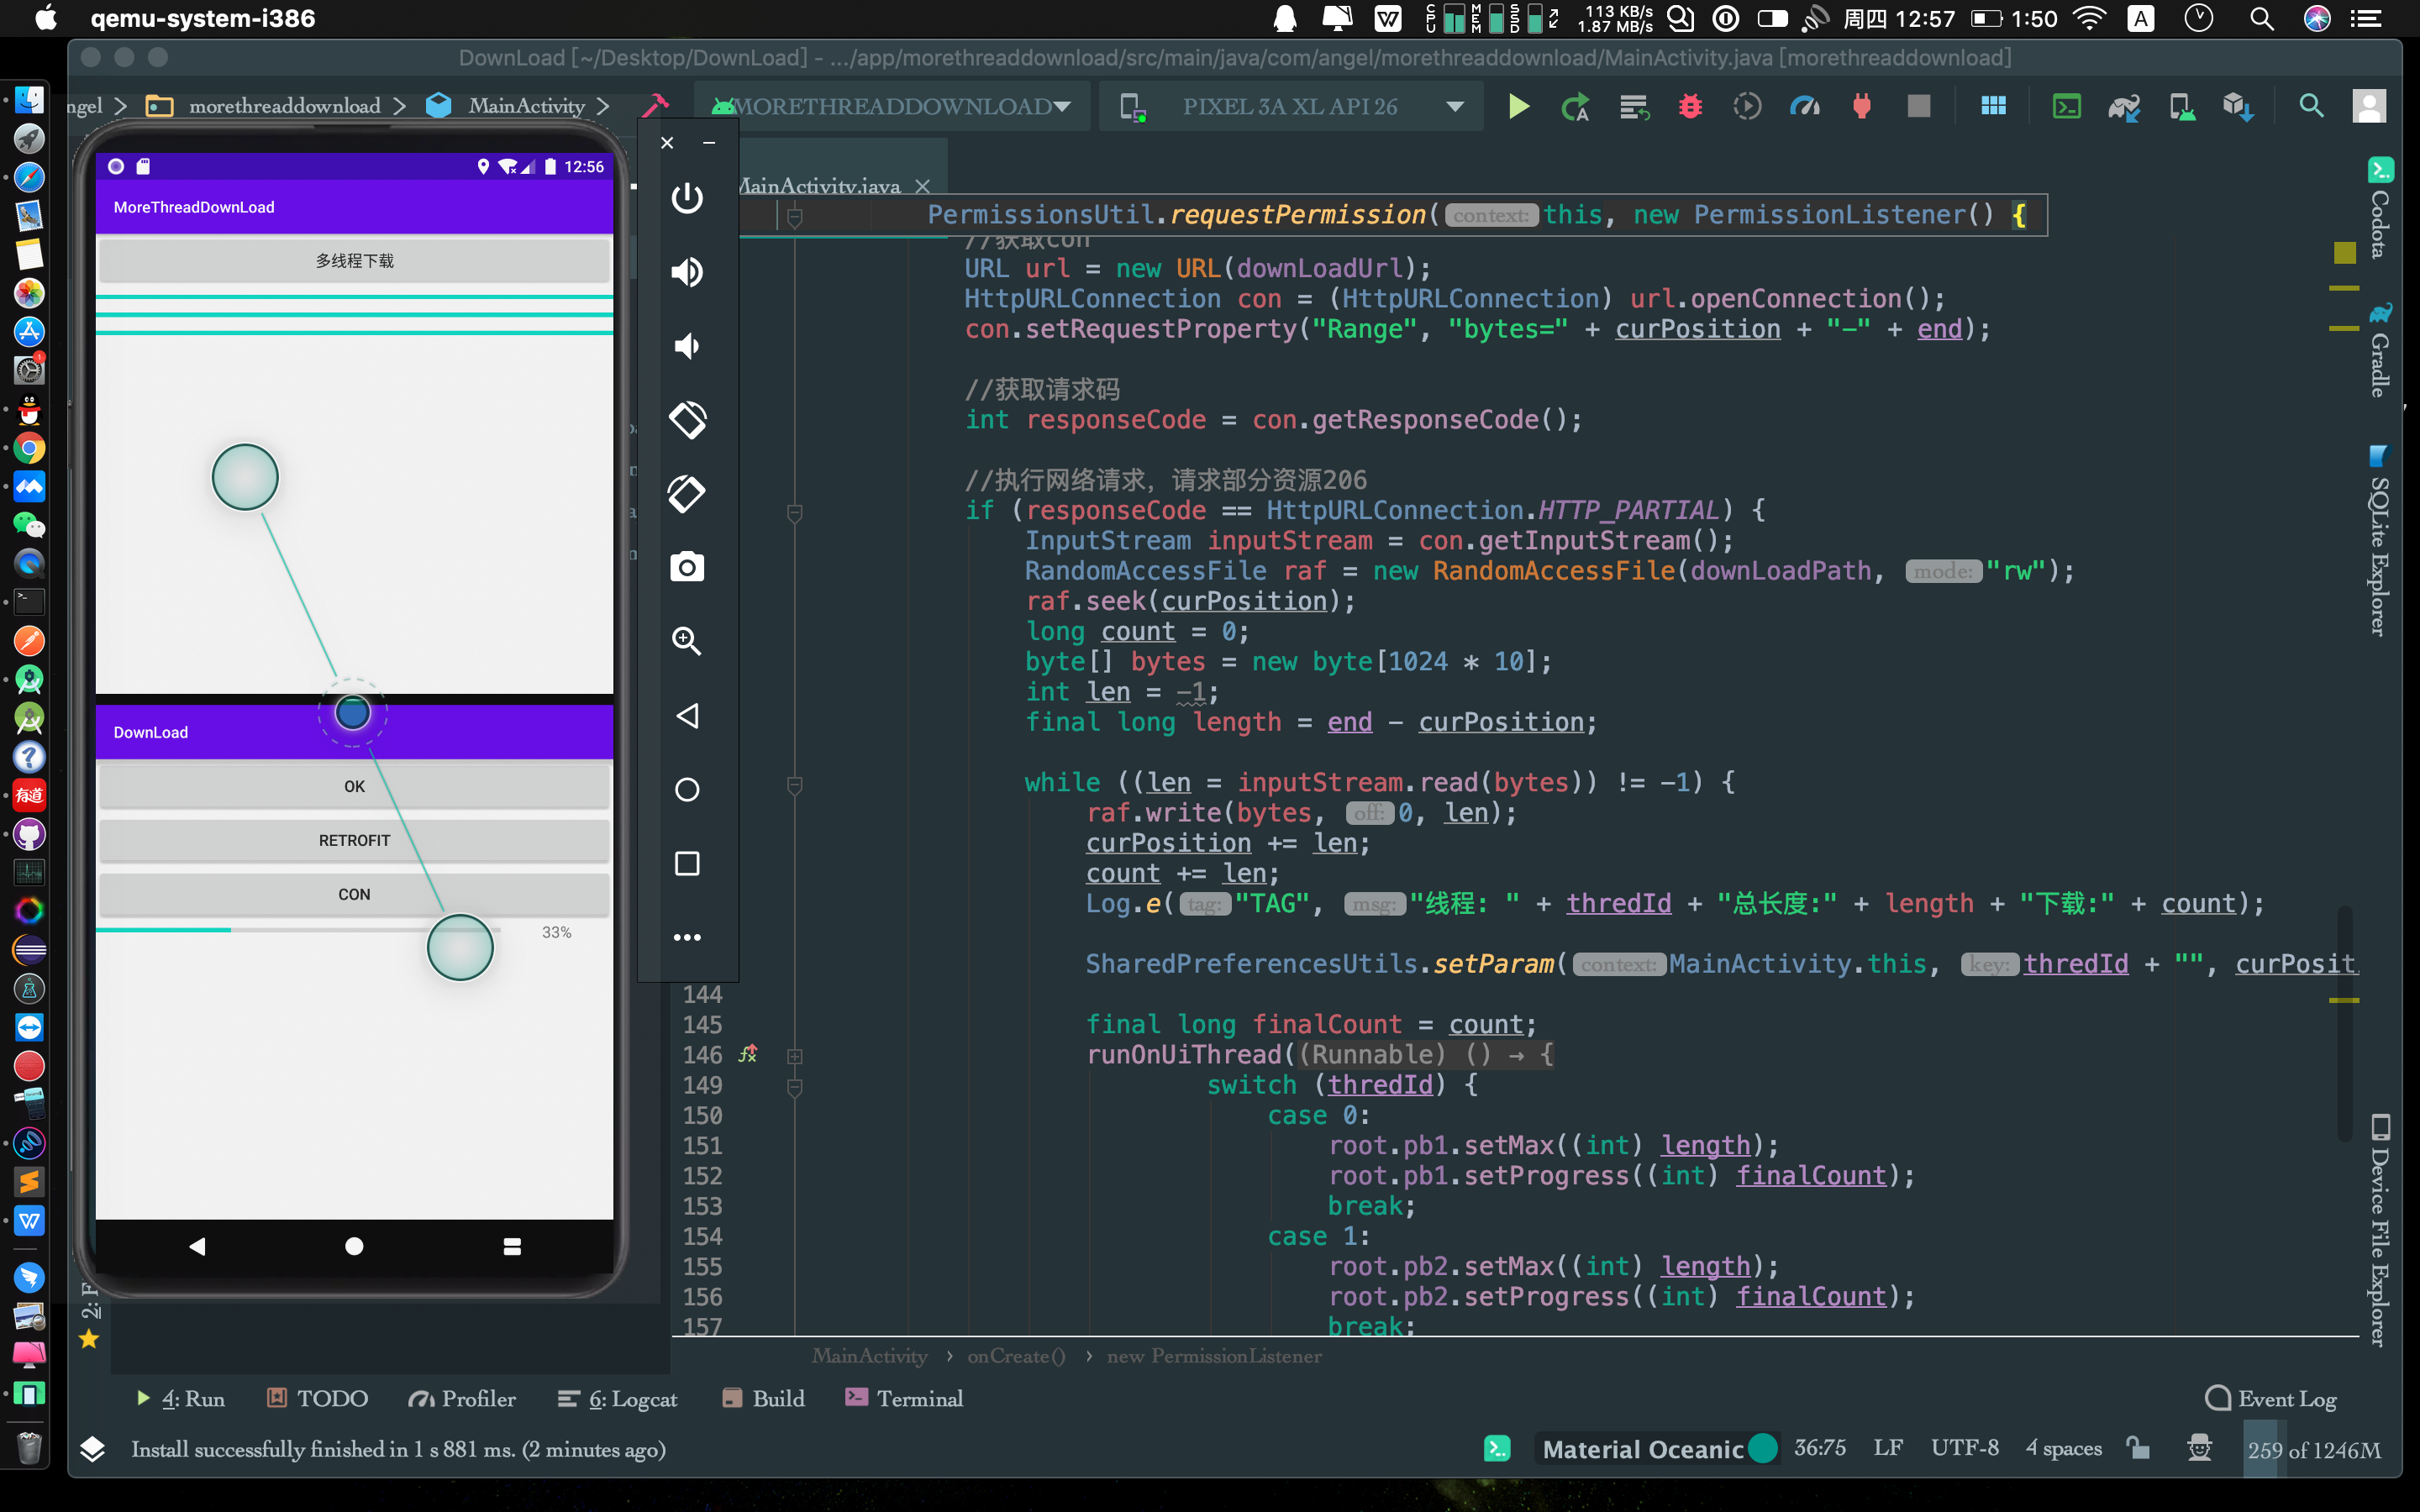 qemu-system-i386
CPU
MEM
SSD
113 KB/s
1.87 MB/s
周四 12:57
1:50
A
DownLoad [~/Desktop/DownLoad] - .../app/morethreaddownload/src/main/java/com/angel/morethreaddownload/MainActivity.java [morethreaddownload]
ngel
morethreaddownload
MainActivity
MORETHREADDOWNLOAD
PIXEL 3A XL API 26
12:56
MoreThreadDownLoad
多线程下载
DownLoad
OK
RETROFIT
CON
33%
MainActivity.java
PermissionsUtil.requestPermission( context: this, new PermissionListener() {
//获取con
URL url = new URL(downLoadUrl);
HttpURLConnection con = (HttpURLConnection) url.openConnection();
con.setRequestProperty("Range", "bytes=" + curPosition + "-" + end);
//获取请求码
int responseCode = con.getResponseCode();
//执行网络请求，请求部分资源206
if (responseCode == HttpURLConnection.HTTP_PARTIAL) {
InputStream inputStream = con.getInputStream();
RandomAccessFile raf = new RandomAccessFile(downLoadPath, mode: "rw");
raf.seek(curPosition);
long count = 0;
byte[] bytes = new byte[1024 * 10];
int len = -1;
final long length = end - curPosition;
while ((len = inputStream.read(bytes)) != -1) {
raf.write(bytes, off: 0, len);
curPosition += len;
count += len;
Log.e( tag: "TAG", msg: "线程: " + thredId + "总长度:" + length + "下载:" + count);
SharedPreferencesUtils.setParam( context: MainActivity.this, key: thredId + "", curPosit
144
145 final long finalCount = count;
146 runOnUiThread((Runnable) () → {
149 switch (thredId) {
150 case 0:
151 root.pb1.setMax((int) length);
152 root.pb1.setProgress((int) finalCount);
153 break;
154 case 1:
155 root.pb2.setMax((int) length);
156 root.pb2.setProgress((int) finalCount);
157 break;
Codota
Gradle
SQLite Explorer
Device File Explorer
有道
2: F
MainActivity › onCreate() › new PermissionListener
4: Run
TODO
Profiler
6: Logcat
Build
Terminal
Event Log
Install successfully finished in 1 s 881 ms. (2 minutes ago)
Material Oceanic
36:75
LF
UTF-8
4 spaces
259 of 1246M